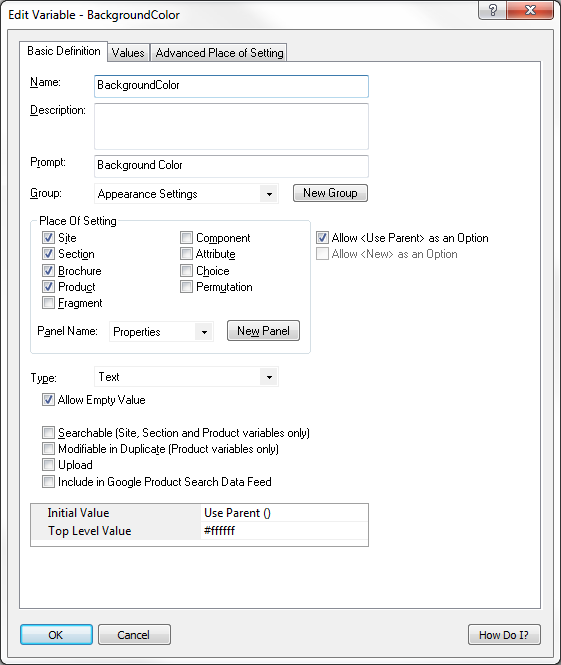 Edit Variable - BackgroundColor
? X
Basic Definition Values Advanced Place of Setting
Name: BackgroundColor
Description:
Prompt: Background Color
Group: Appearance Settings New Group
Place Of Setting
Site Component Allow <Use Parent> as an Option
Section Attribute Allow <New> as an Option
Brochure Choice
Product Permutation
Fragment
Panel Name: Properties New Panel
Type: Text
Allow Empty Value
Searchable (Site, Section and Product variables only)
Modifiable in Duplicate (Product variables only)
Upload
Include in Google Product Search Data Feed
Initial Value Use Parent ()
Top Level Value #ffffff
OK Cancel How Do I?